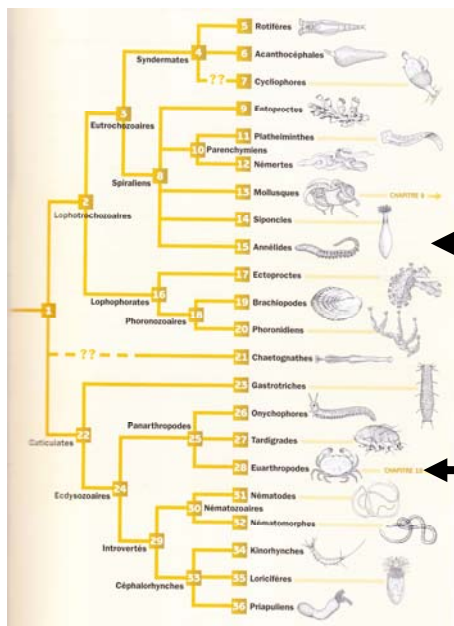 5 Rotifères
4
Syndermates
6 Acanthocéphales
?? 7 Cycliophores
3
Eutrochozoaires
9 Entoproctes
11 Plathelminthes
10 Parenchymiens
12 Némertes
8
Spiraliens
13 Mollusques
CHAPITRE 9
14 Siponcles
15 Annélides
2
Lophotrochozoaires
17 Ectoproctes
16
Lophophorates
19 Brachiopodes
18
Phoronozoaires
20 Phoronidiens
1
?? 21 Chaetognathes
23 Gastrotriches
22
Cuticulates
26 Onychophores
Panarthropodes
25
27 Tardigrades
28 Euarthropodes
24
Ecdysozoaires
31 Nématodes
30
Nématozoaires
32 Nématomorphes
29
Introvertés
34 Kinorhynches
33
Céphalorhynches
35 Loricifères
36 Priapuliens